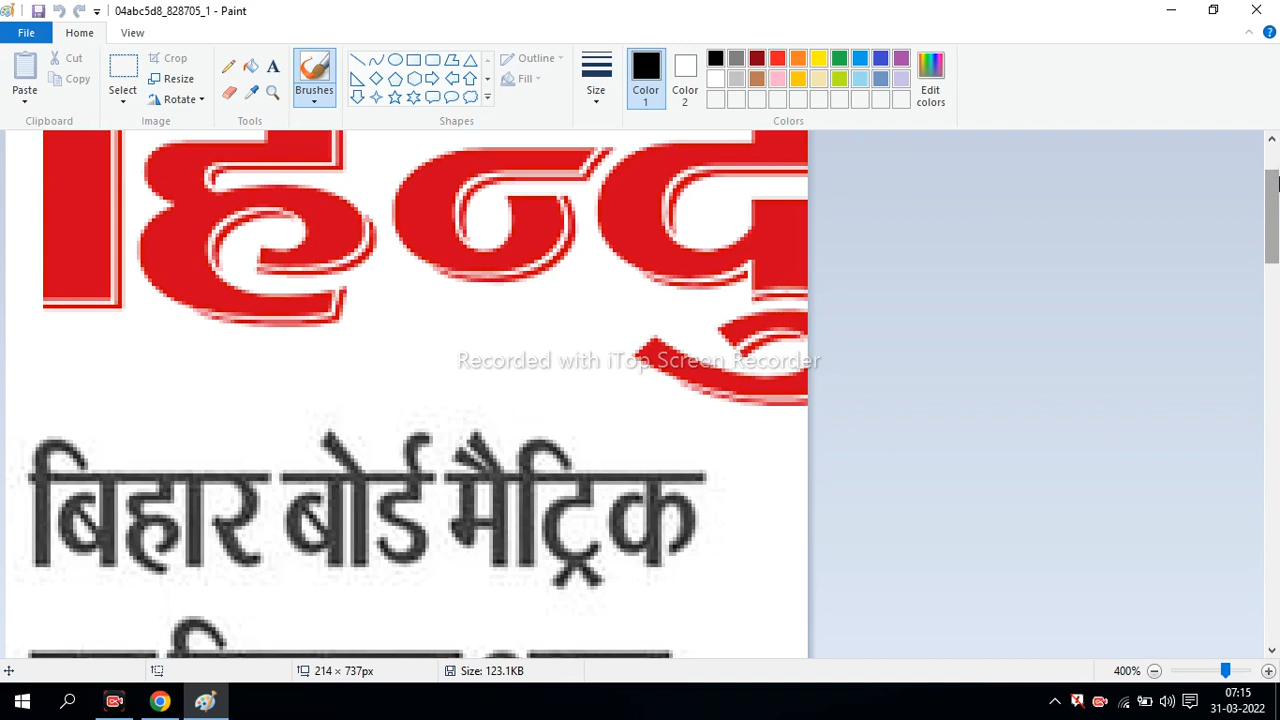 04abc5d8_828705_1 - Paint
File Home View
Paste Cut Copy Clipboard
Select Crop Resize Rotate Image
Tools
Brushes
Outline Fill Shapes
Size
Color 1 Color 2 Edit colors Colors
Recorded with iTop Screen Recorder
बिहार बोर्ड मैट्रिक
214 × 737px Size: 123.1KB 400%
07:15
31-03-2022